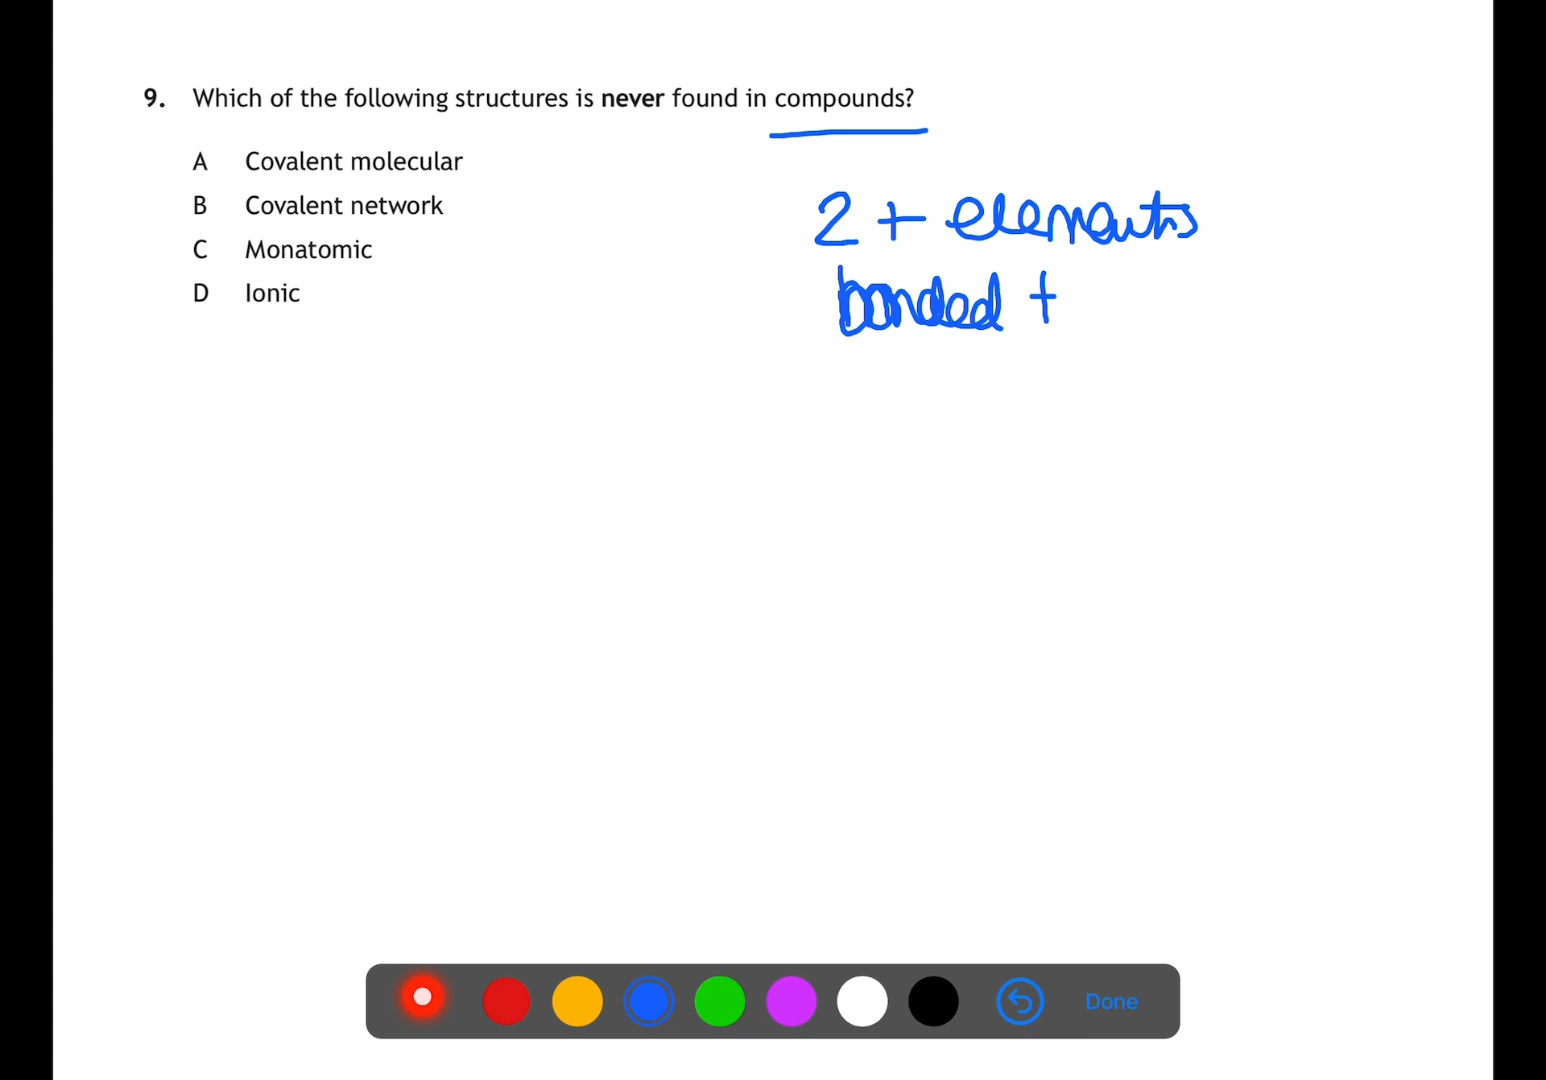 9. Which of the following structures is never found in compounds?
A Covalent molecular
B Covalent network
C Monatomic
D Ionic
2 + elements
bonded +
Done